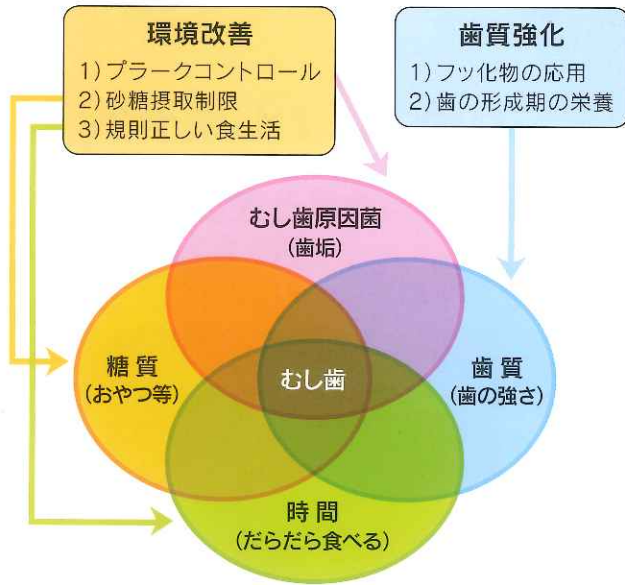 環境改善
1) プラークコントロール
2) 砂糖摂取制限
3) 規則正しい食生活
歯質強化
1) フッ化物の応用
2) 歯の形成期の栄養
むし歯原因菌
(歯垢)
糖質
(おやつ等)
むし歯
歯質
(歯の強さ)
時間
(だらだら食べる)